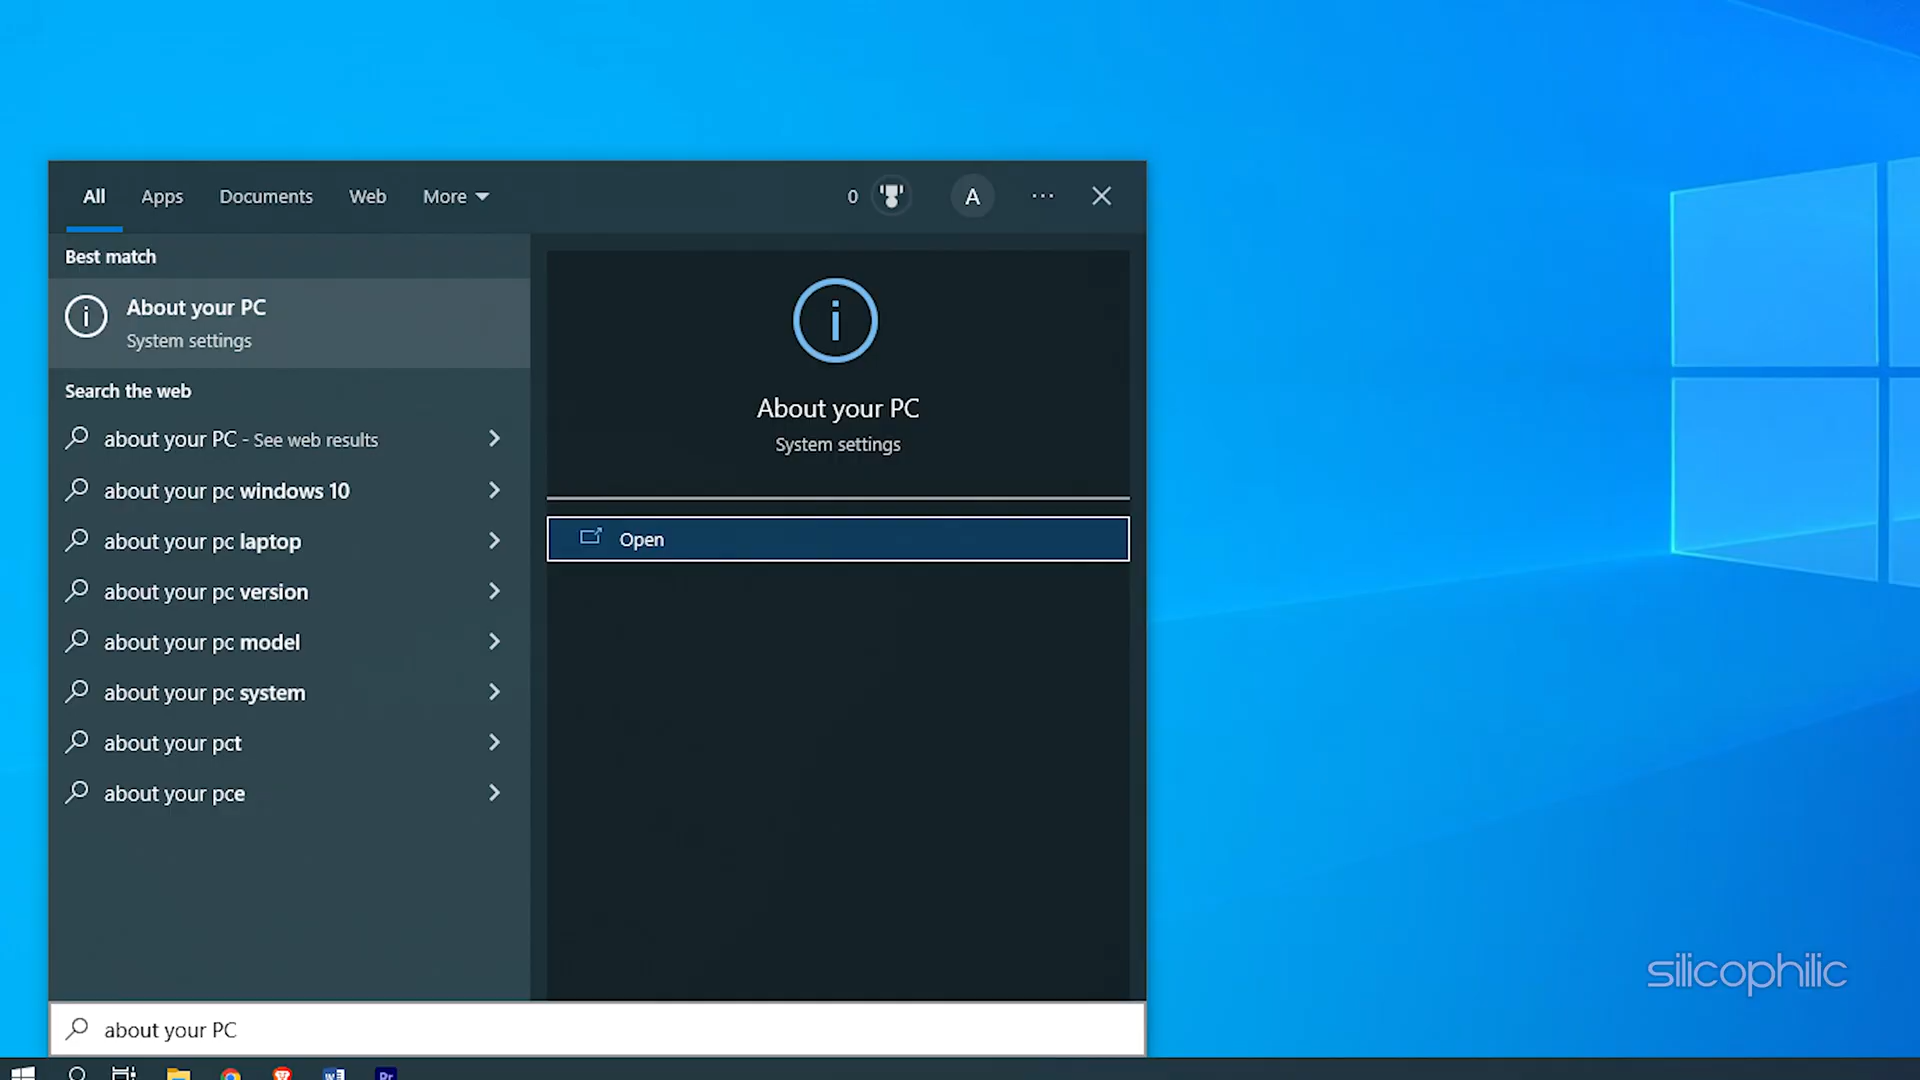 All Apps Documents Web More 0 A
Best match
About your PC
System settings
Search the web
about your PC - See web results
about your pc windows 10
about your pc laptop
about your pc version
about your pc model
about your pc system
about your pct
about your pce
About your PC
System settings
Open
about your PC
silicophilic
W
Pr